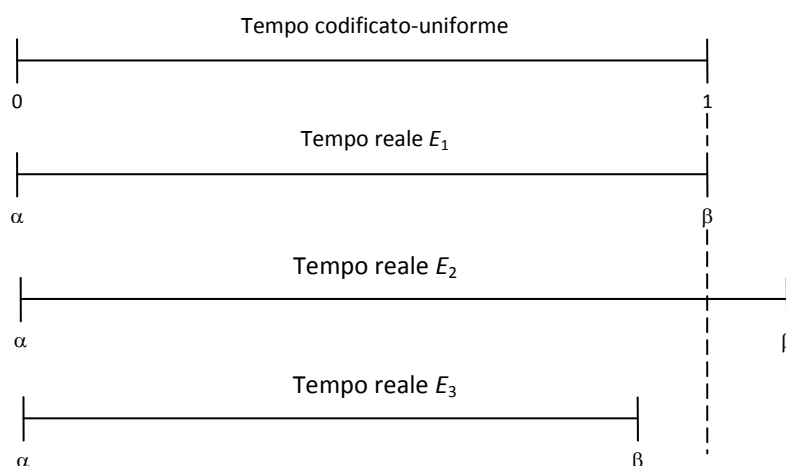 Tempo codificato-uniforme
0 1
Tempo reale E₁
α β
Tempo reale E₂
α β
Tempo reale E₃
α β